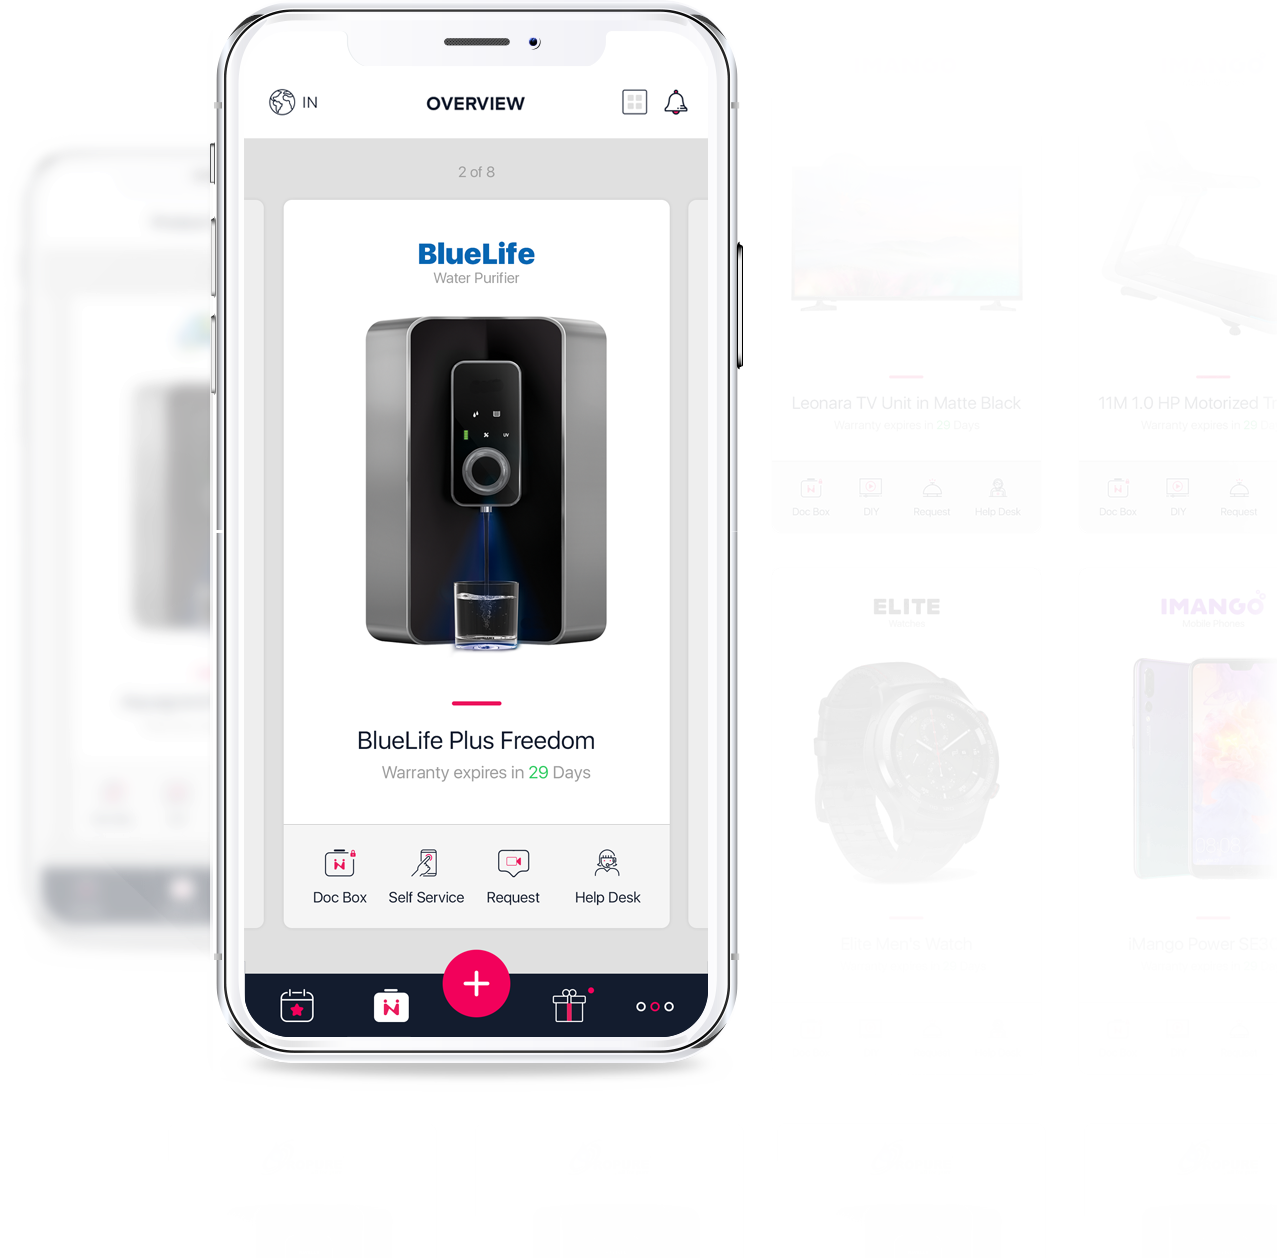 IN
OVERVIEW
2 of 8
BlueLife
Water Purifier
UV
BlueLife Plus Freedom
Warranty expires in 29 Days
Doc Box
Self Service
Request
Help Desk
Leonara TV Unit in Matte Black
Warranty expires in 29 Days
Doc Box
DIY
Request
Help Desk
11M 1.0 HP Motorized
Warranty expires in 29
Doc Box
DIY
Request
ELITE
Watches
IMANGO
Mobile Phones
Elite Men's Watch
iMango Power